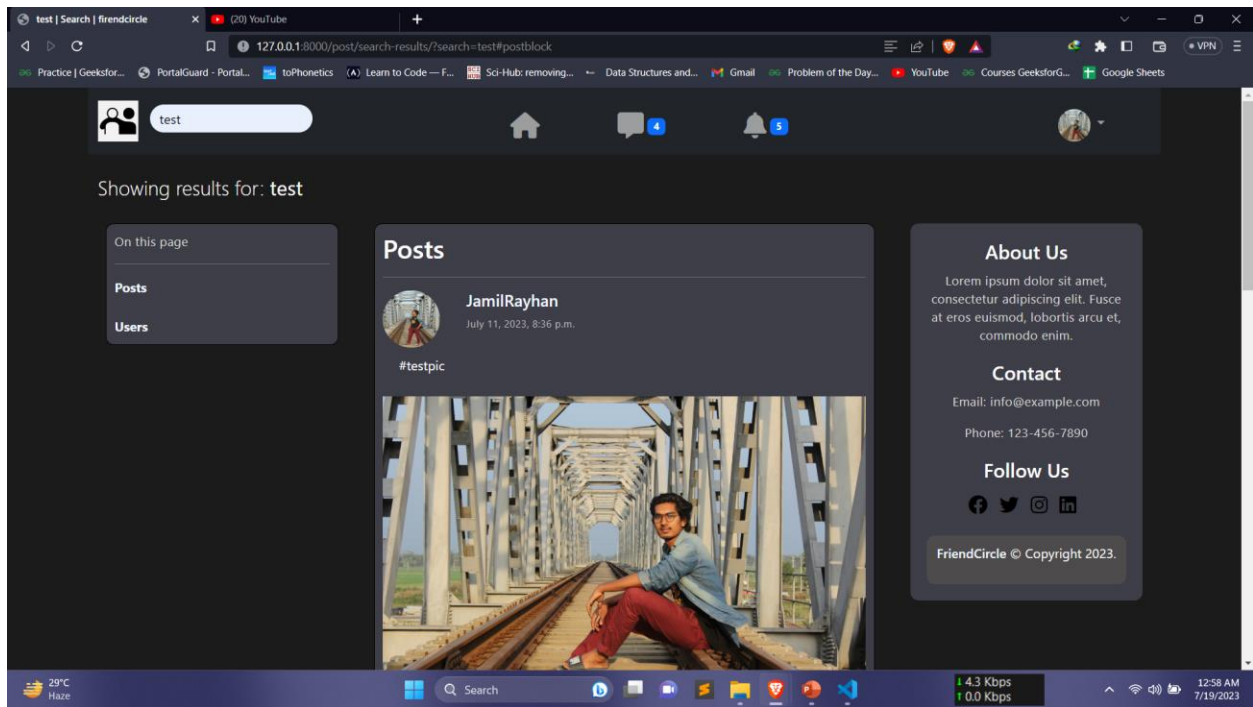 test | Search | firendcircle
(20) YouTube
127.0.0.1:8000/post/search-results/?search=test#postblock
VPN
Practice | Geeksfor...
PortalGuard - Portal...
toPhonetics
Learn to Code — F...
Sci-Hub: removing...
Data Structures and...
Gmail
Problem of the Day...
YouTube
Courses GeeksforG...
Google Sheets
test
4
5
Showing results for: test
On this page
Posts
Users
Posts
JamilRayhan
July 11, 2023, 8:36 p.m.
#testpic
About Us
Lorem ipsum dolor sit amet,
consectetur adipiscing elit. Fusce
at eros euismod, lobortis arcu et,
commodo enim.
Contact
Email: info@example.com
Phone: 123-456-7890
Follow Us
FriendCircle © Copyright 2023.
29°C
Haze
Search
4.3 Kbps
0.0 Kbps
12:58 AM
7/19/2023